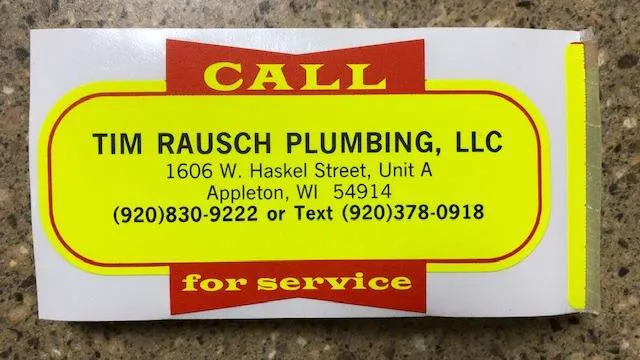 CALL
TIM RAUSCH PLUMBING, LLC
1606 W. Haskel Street, Unit A
Appleton, WI 54914
(920)830-9222 or Text (920)378-0918
for service